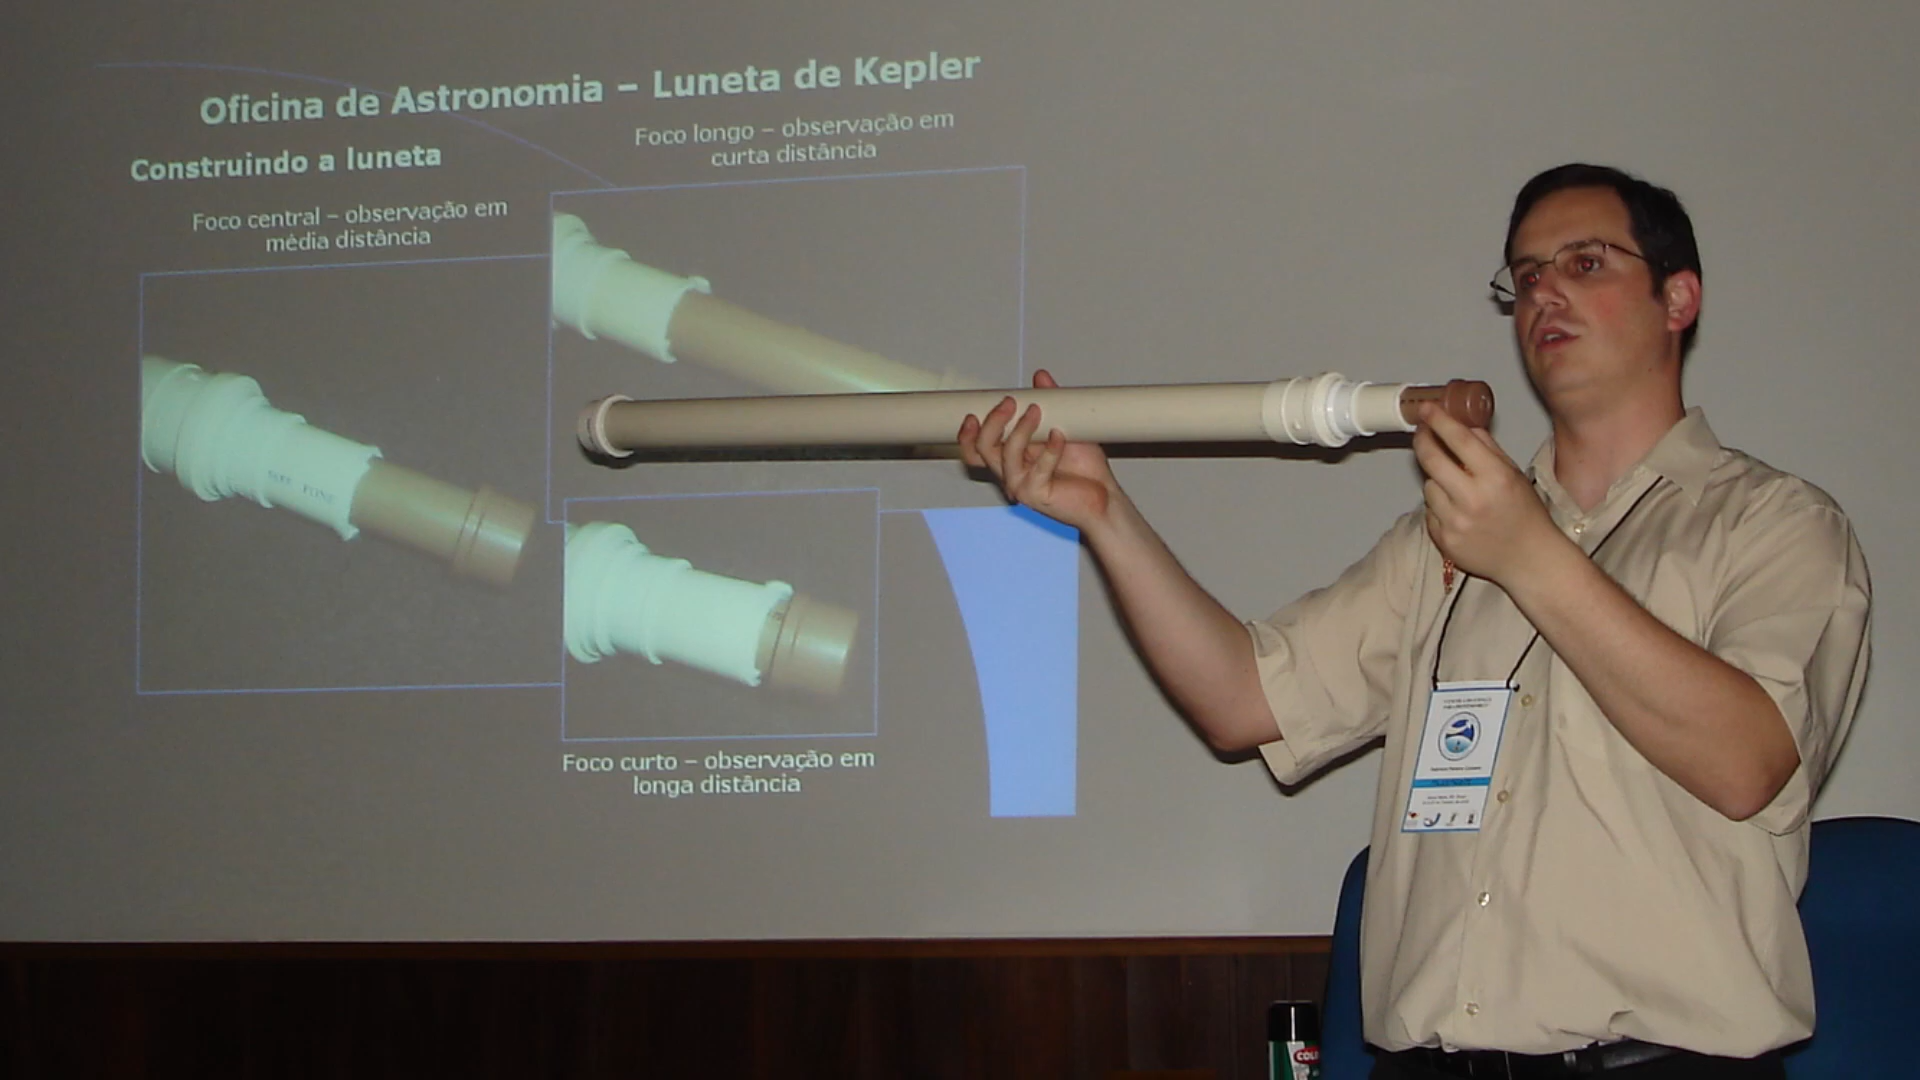 Oficina de Astronomia – Luneta de Kepler
Construindo a luneta
Foco longo – observação em
curta distância
Foco central – observação em
média distância
Foco curto – observação em
longa distância
COL